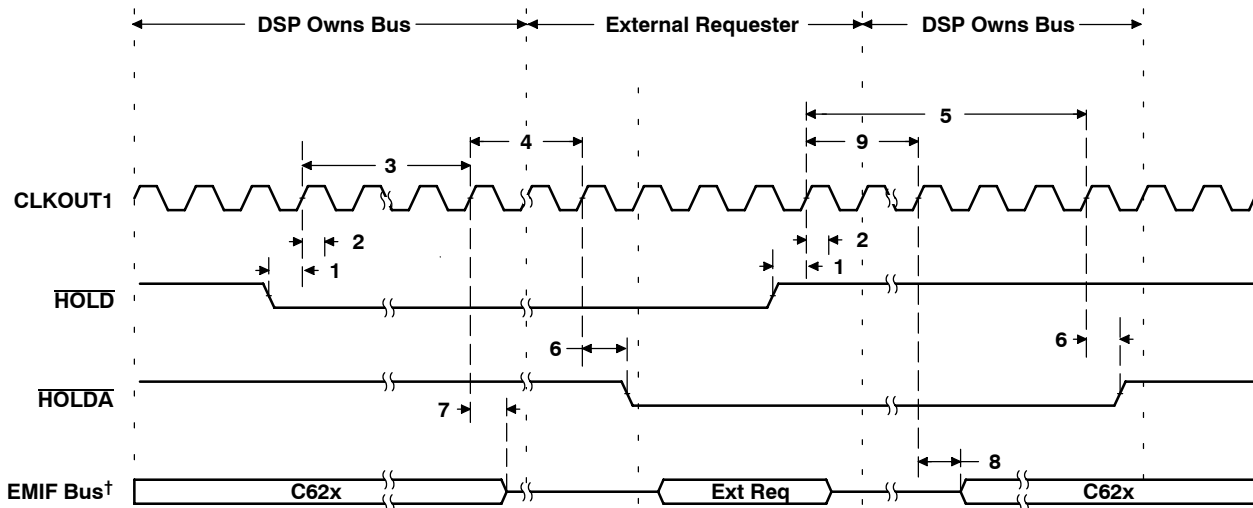 DSP Owns Bus External Requester DSP Owns Bus
5
4 9
3
CLKOUT1
2 2
1 1
HOLD
6 6
HOLDA
7
8
EMIF Bus† C62x Ext Req C62x